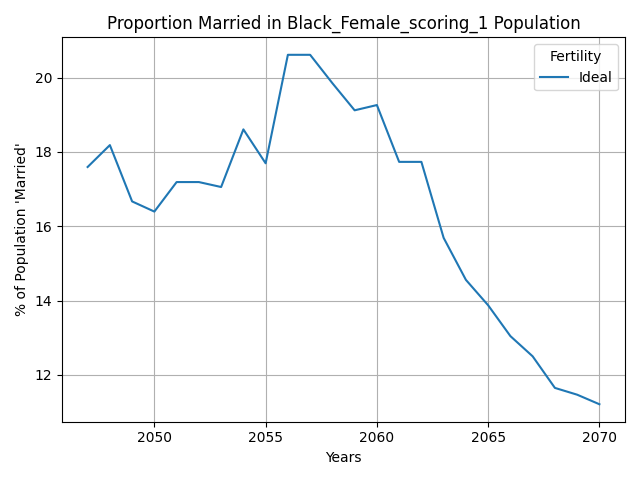 Proportion Married in Black_Female_scoring_1 Population
Fertility
Ideal
% of Population 'Married'
20
18
16
14
12
2050 2055 2060 2065 2070
Years